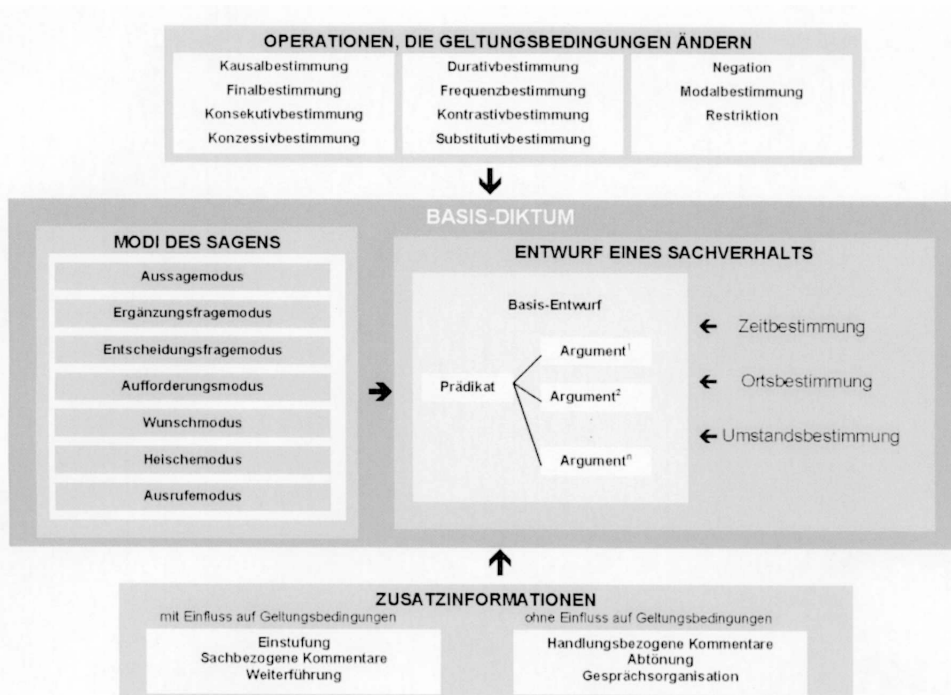 OPERATIONEN, DIE GELTUNGSBEDINGUNGEN ÄNDERN
Kausalbestimmung
Finalbestimmung
Konsekutivbestimmung
Konzessivbestimmung
Durativbestimmung
Frequenzbestimmung
Kontrastivbestimmung
Substitutivbestimmung
Negation
Modalbestimmung
Restriktion
BASIS-DIKTUM
MODI DES SAGENS
Aussagemodus
Ergänzungsfragemodus
Entscheidungsfragemodus
Aufforderungsmodus
Wunschmodus
Heischemodus
Ausrufemodus
ENTWURF EINES SACHVERHALTS
Basis-Entwurf
Prädikat
Argument¹
Argument²
Argumentⁿ
Zeitbestimmung
Ortsbestimmung
Umstandsbestimmung
ZUSATZINFORMATIONEN
mit Einfluss auf Geltungsbedingungen
Einstufung
Sachbezogene Kommentare
Weiterführung
ohne Einfluss auf Geltungsbedingungen
Handlungsbezogene Kommentare
Abtönung
Gesprächsorganisation